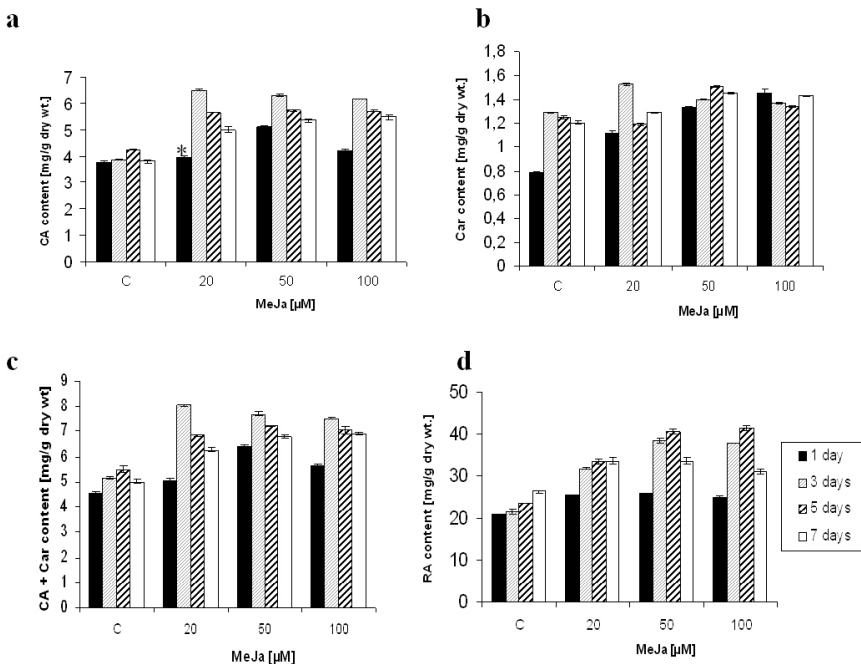 a
CA content [mg/g dry wt.]
7
6
5
4
3
2
1
0
*
C 20 50 100
MeJa [µM]
b
Car content [mg/g dry wt.]
1,8
1,6
1,4
1,2
1
0,8
0,6
0,4
0,2
0
C 20 50 100
MeJa [µM]
c
CA + Car content [mg/g dry wt]
9
8
7
6
5
4
3
2
1
0
C 20 50 100
MeJa [µM]
d
RA content [mg/g dry wt.]
50
40
30
20
10
0
C 20 50 100
MeJa [µM]
1 day
3 days
5 days
7 days